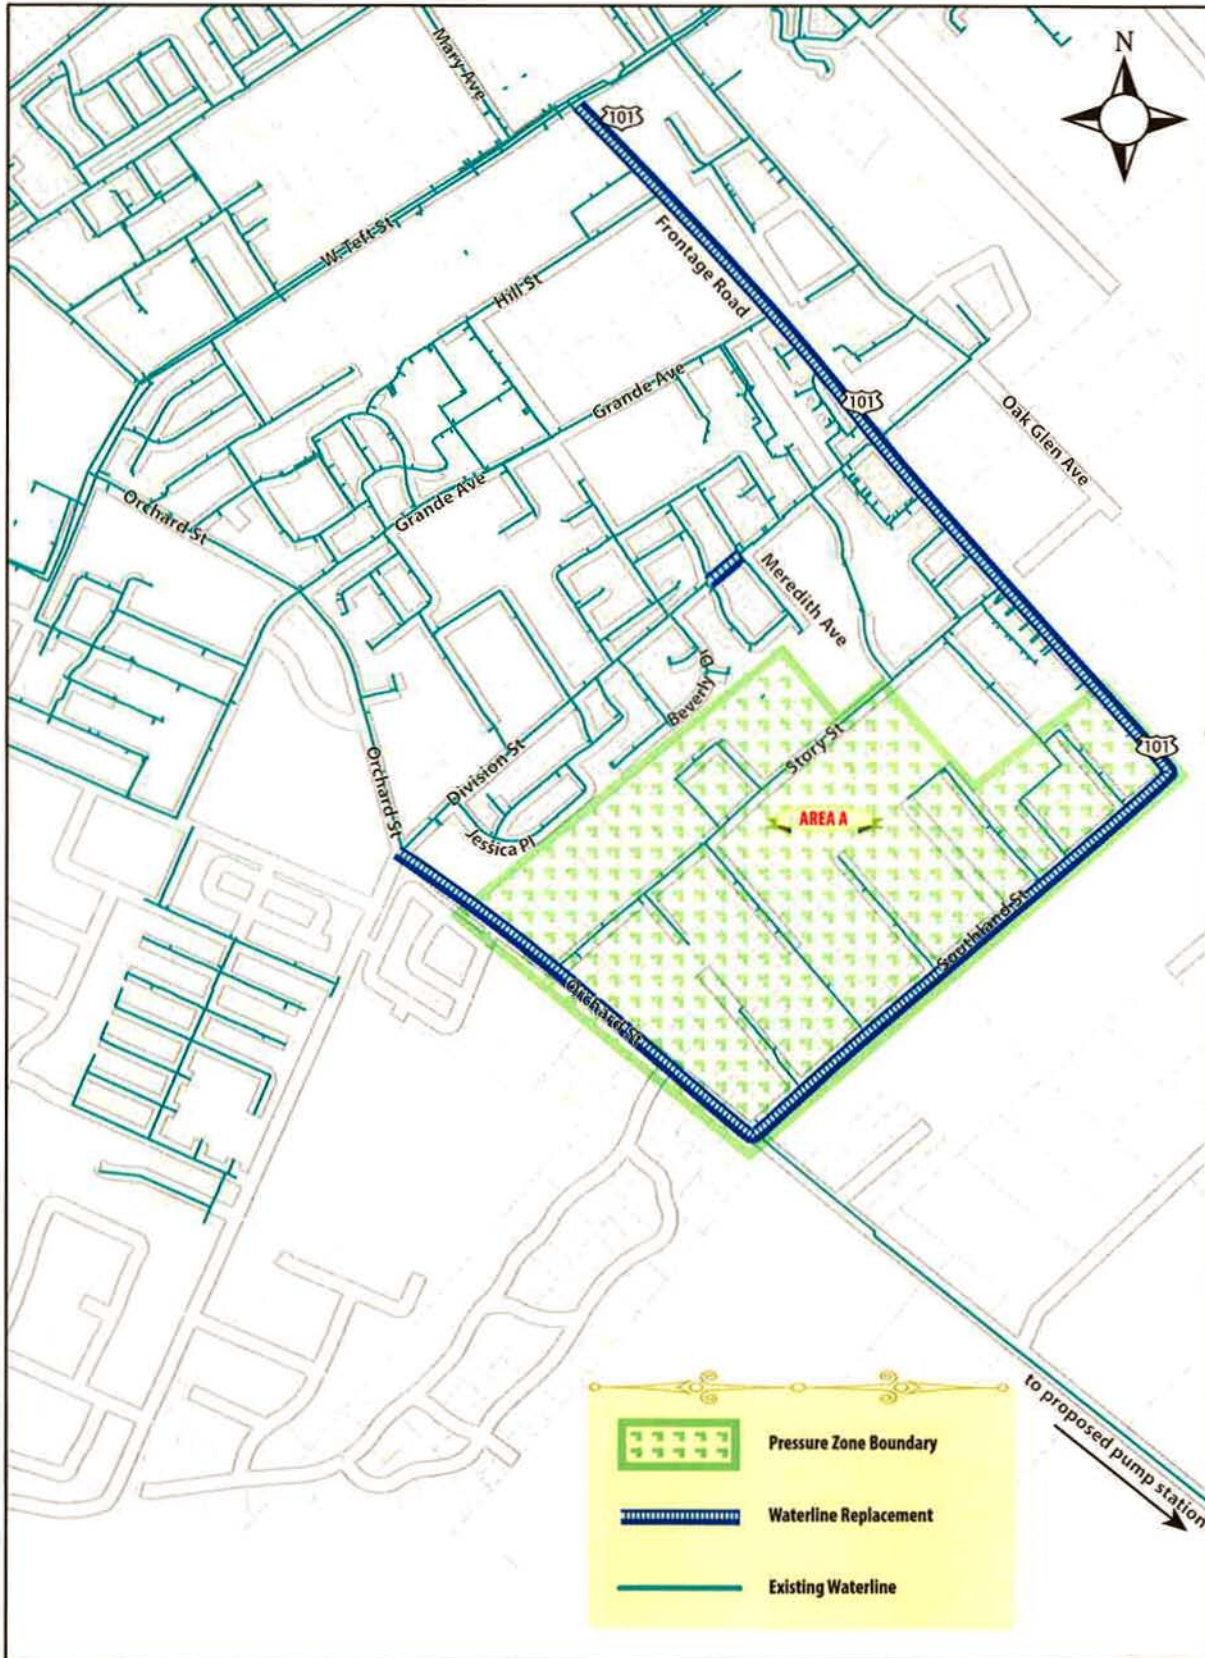 N
Mary Ave
101
W. Teft St
Frontage Road
Hill St
Grande Ave
101
Oak Glen Ave
Orchard St
Grande Ave
Meredith Ave
Beverly Dr
101
Orchard St
Division St
Story St
AREA A
Jessica Pl
Southland St
Orchard St
to proposed pump station
Pressure Zone Boundary
Waterline Replacement
Existing Waterline